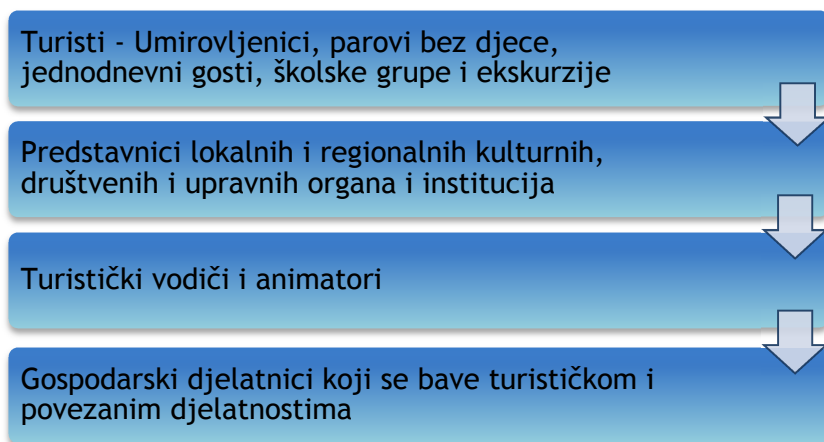 Turisti - Umirovljenici, parovi bez djece,
jednodnevni gosti, školske grupe i ekskurzije
Predstavnici lokalnih i regionalnih kulturnih,
društvenih i upravnih organa i institucija
Turistički vodiči i animatori
Gospodarski djelatnici koji se bave turističkom i
povezanim djelatnostima